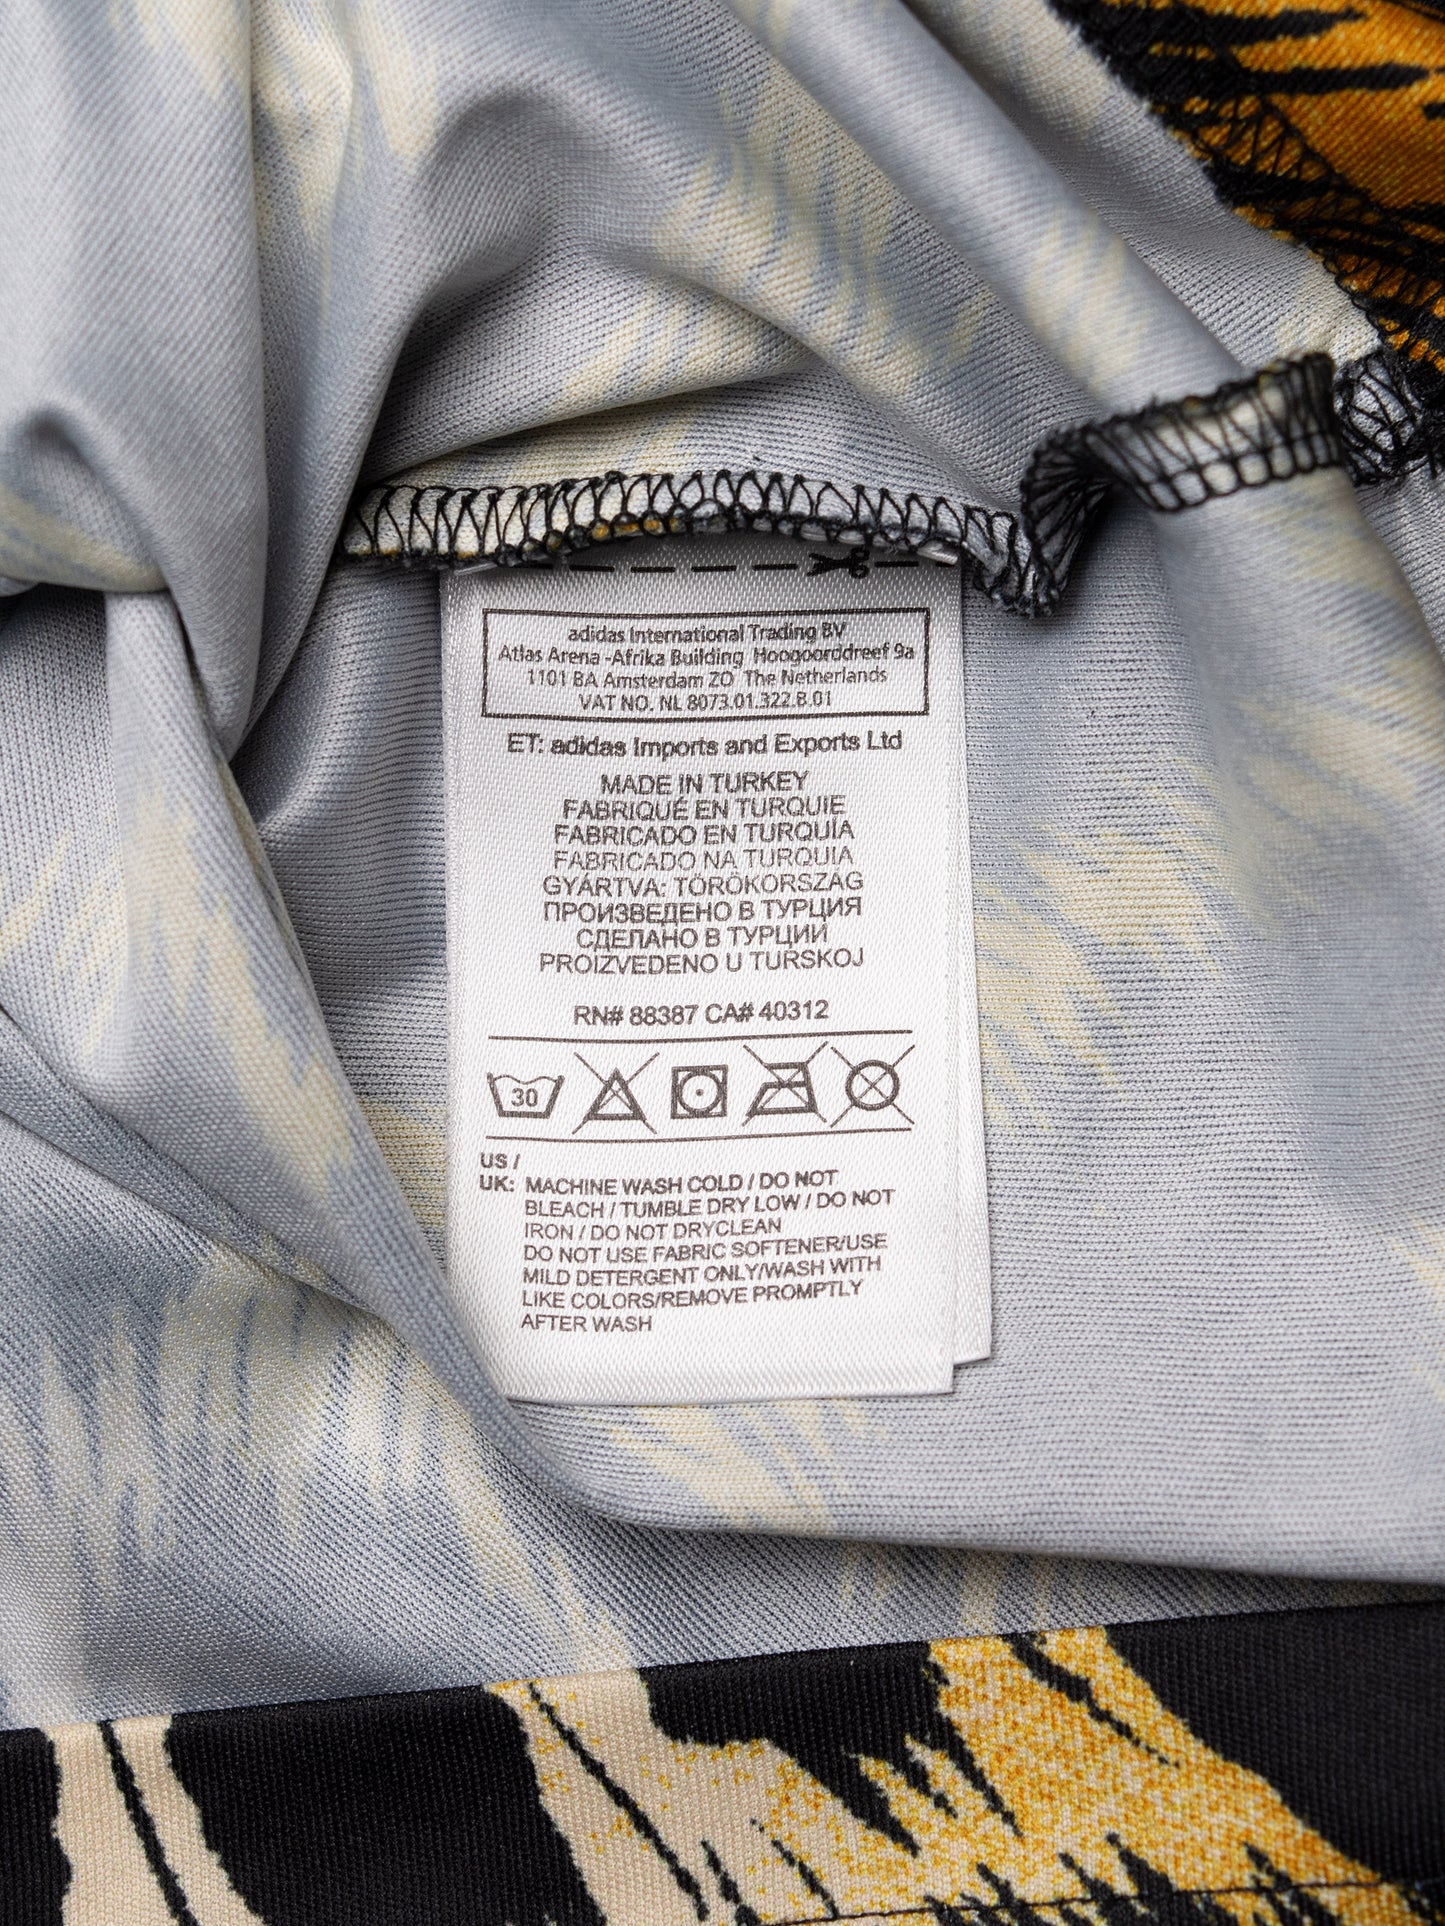 adidas International Trading BV
Atlas Arena -Afrika Building Hoogoorddreef 9a
1101 BA Amsterdam ZO The Netherlands
VAT NO. NL 8073.01.322.B.01
ET: adidas Imports and Exports Ltd
MADE IN TURKEY
FABRIQUÉ EN TURQUIE
FABRICADO EN TURQUÍA
FABRICADO NA TURQUIA
GYÁRTVA: TÖRÖKORSZÁG
ПРОИЗВЕДЕНО В ТУРЦИЯ
СДЕЛАНО В ТУРЦИИ
PROIZVEDENO U TURSKOJ
RN# 88387 CA# 40312
30
US /
UK: MACHINE WASH COLD / DO NOT
BLEACH / TUMBLE DRY LOW / DO NOT
IRON / DO NOT DRYCLEAN
DO NOT USE FABRIC SOFTENER/USE
MILD DETERGENT ONLY/WASH WITH
LIKE COLORS/REMOVE PROMPTLY
AFTER WASH